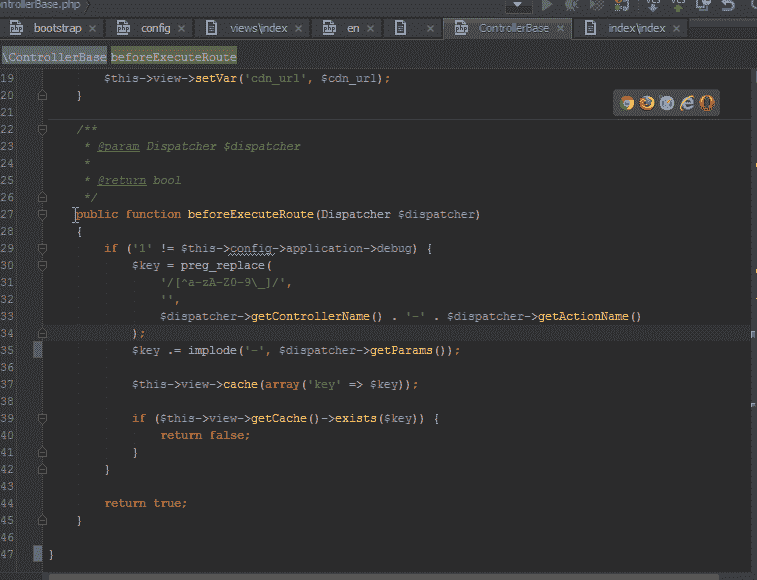 ontrollerBase.php
bootstrap config views\index en ControllerBase index\index
\ControllerBase beforeExecuteRoute
19 $this->view->setVar('cdn_url', $cdn_url);
20 }
21
22 /**
23 * @param Dispatcher $dispatcher
24 *
25 * @return bool
26 */
27 public function beforeExecuteRoute(Dispatcher $dispatcher)
28 {
29 if ('1' != $this->config->application->debug) {
30 $key = preg_replace(
31 '/[^a-zA-Z0-9\_]/',
32 '',
33 $dispatcher->getControllerName() . '-' . $dispatcher->getActionName()
34 );
35 $key .= implode('-', $dispatcher->getParams());
36
37 $this->view->cache(array('key' => $key));
38
39 if ($this->view->getCache()->exists($key)) {
40 return false;
41 }
42 }
43
44 return true;
45 }
46
47 }